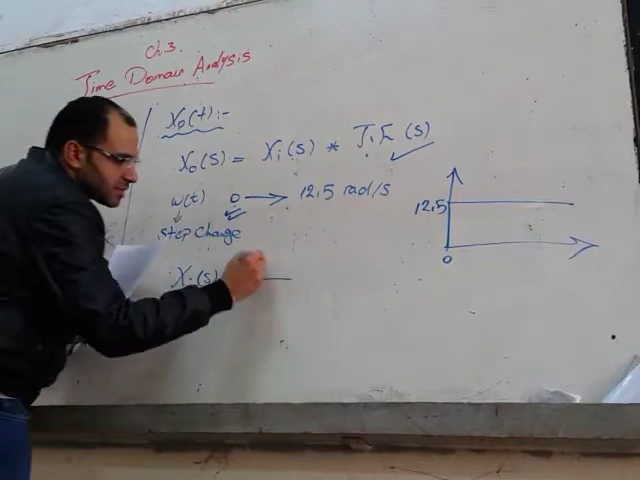 Ch 3.
Time Domain Analysis
Xo(t):-
Xo(s) = Xi(s) * T.F (s)
w(t) 0 → 12.5 rad/s
step change
Xi(s)
12.5
0